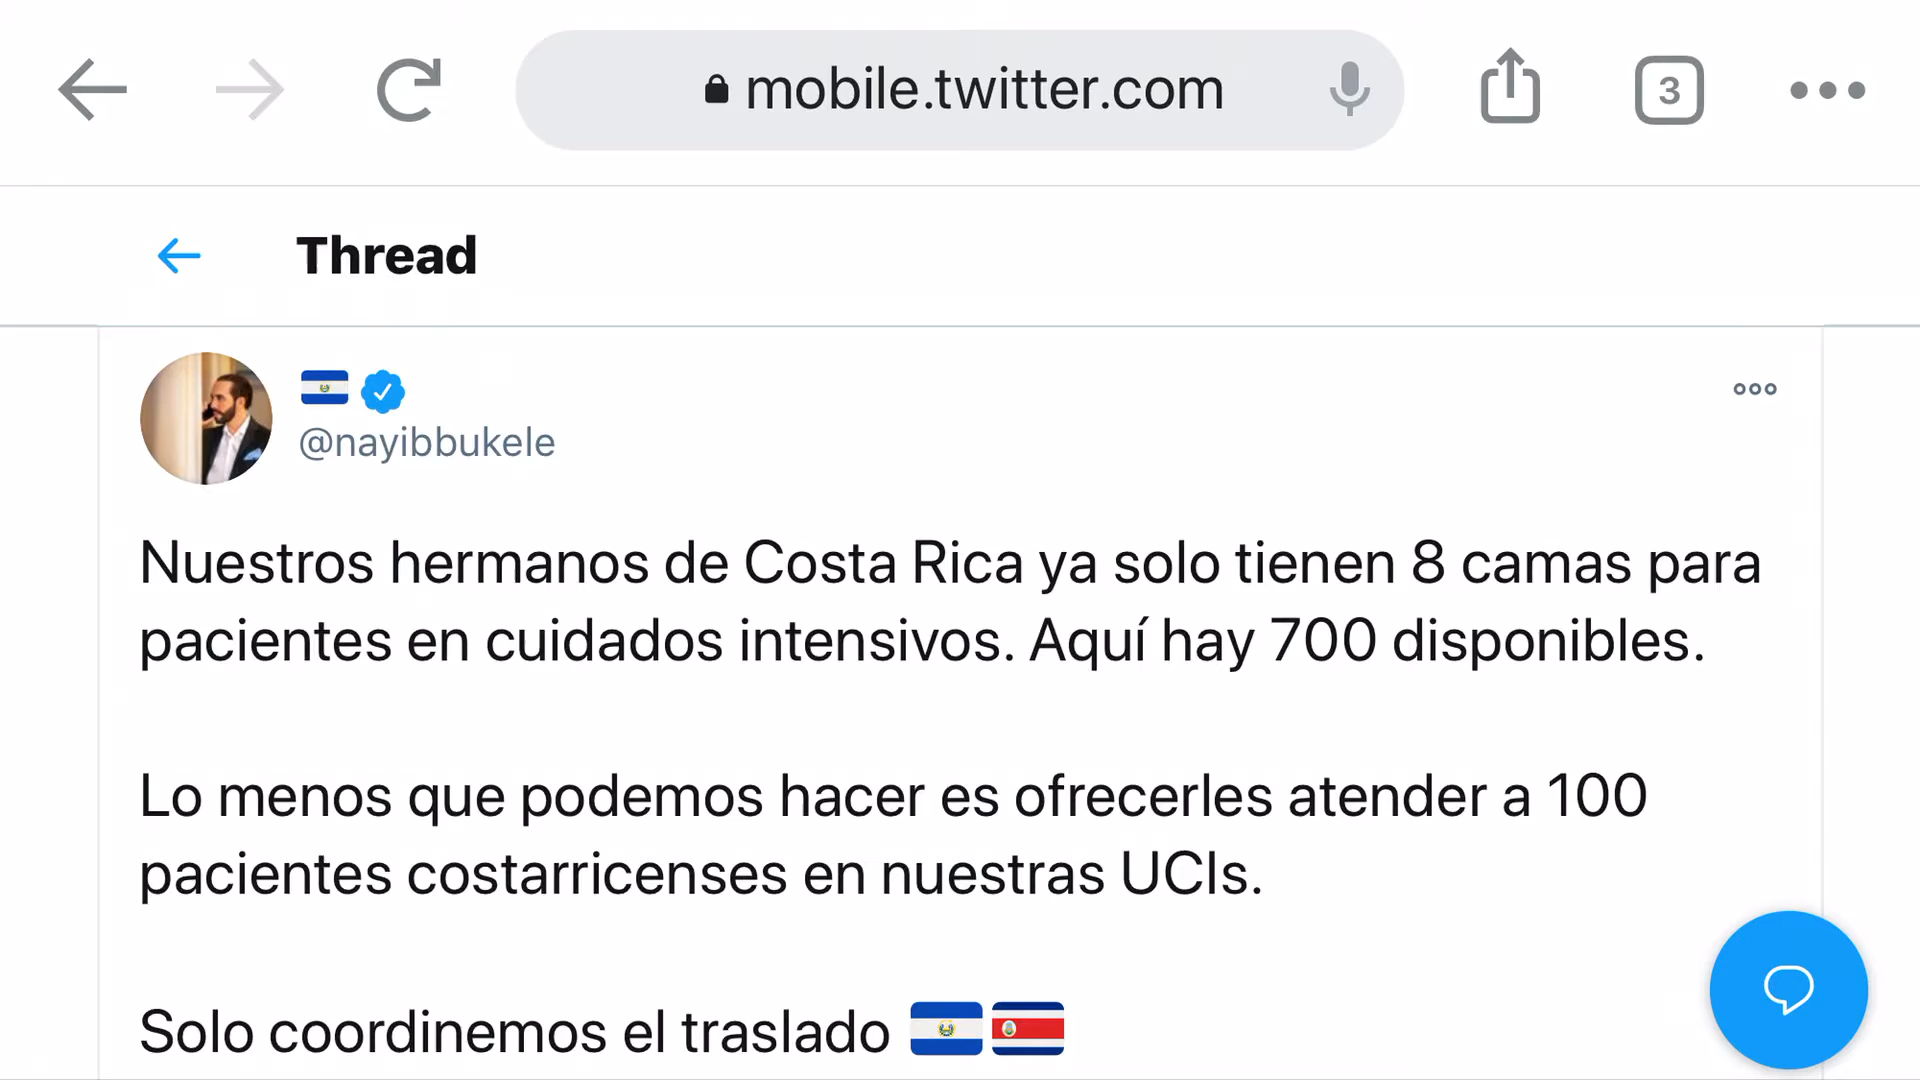 mobile.twitter.com
3
Thread
@nayibbukele
Nuestros hermanos de Costa Rica ya solo tienen 8 camas para
pacientes en cuidados intensivos. Aquí hay 700 disponibles.
Lo menos que podemos hacer es ofrecerles atender a 100
pacientes costarricenses en nuestras UCIs.
Solo coordinemos el traslado 🇸🇻🇨🇷